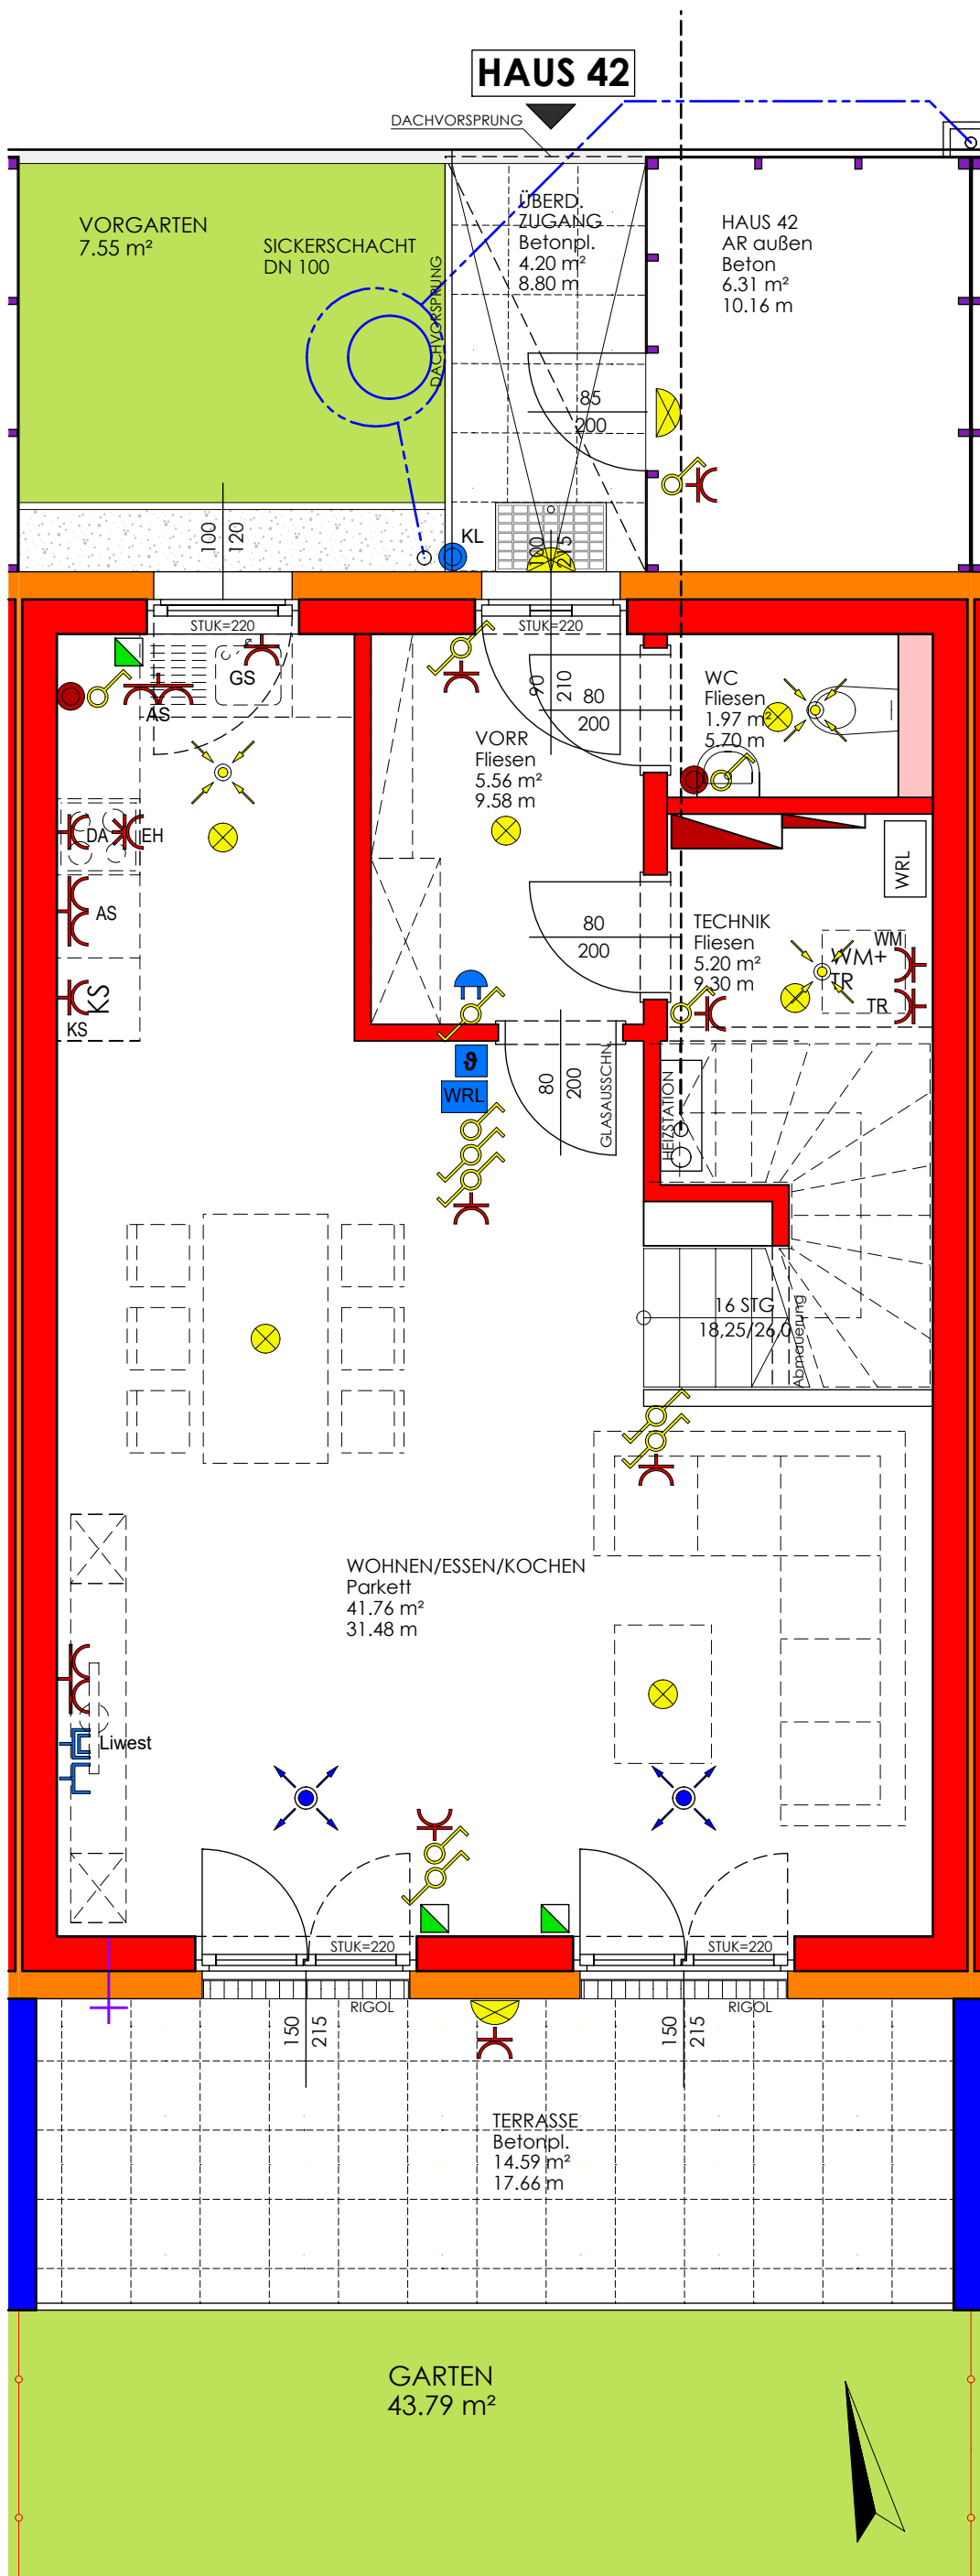 HAUS 42
DACHVORSPRUNG
VORGARTEN
7.55 m²
SICKERSCHACHT
DN 100
DACHVORSPRUNG
ÜBERD.
ZUGANG
Betonpl.
4.20 m²
8.80 m
HAUS 42
AR außen
Beton
6.31 m²
10.16 m
85
200
100
120
KL
100
215
STUK=220
STUK=220
GS
AS
90
210
80
200
WC
Fliesen
1.97 m²
5.70 m
VORR
Fliesen
5.56 m²
9.58 m
DA
EH
AS
KS
KS
WRL
80
200
TECHNIK
Fliesen
5.20 m²
9.30 m
WM
WM+
TR
TR
ϑ
WRL
80
200
GLASAUSSCHN.
HEIZSTATION
16 STG
18,25/26,0
Abmauerung
WOHNEN/ESSEN/KOCHEN
Parkett
41.76 m²
31.48 m
Liwest
STUK=220
STUK=220
RIGOL
RIGOL
150
215
150
215
TERRASSE
Betonpl.
14.59 m²
17.66 m
GARTEN
43.79 m²